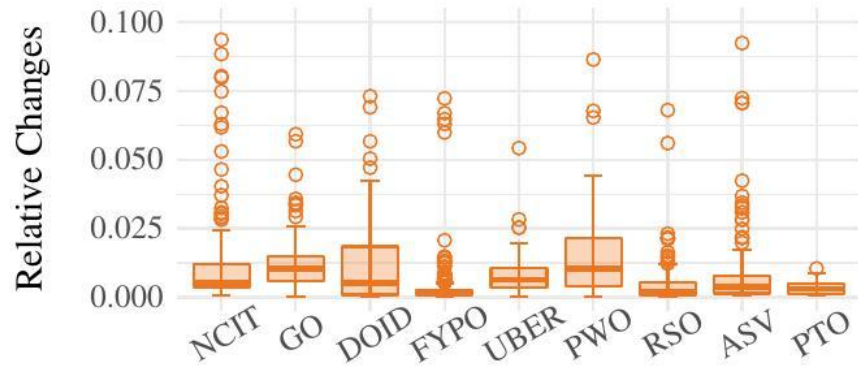 Relative Changes
0.100
0.075
0.050
0.025
0.000
NCIT
GO
DOID
FYPO
UBER
PWO
RSO
ASV
PTO